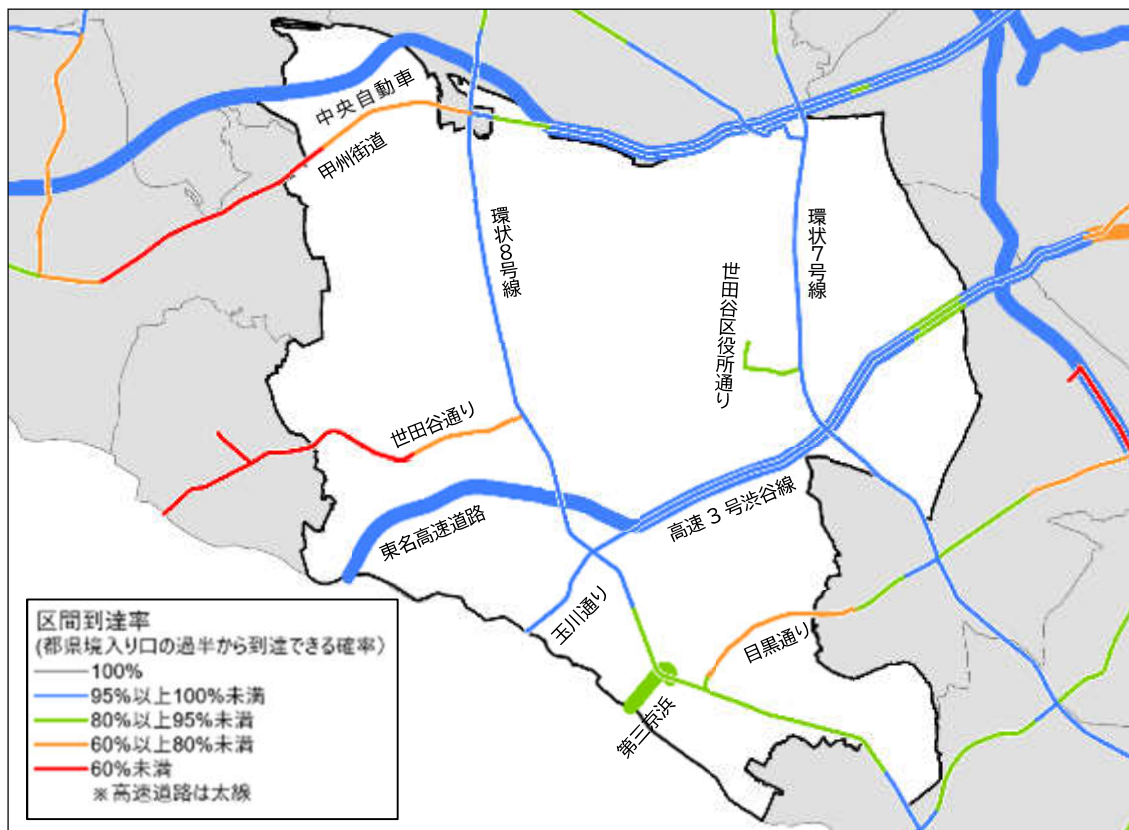 中央自動車
甲州街道
環状8号線
環状7号線
世田谷区役所通り
世田谷通り
東名高速道路
高速3号渋谷線
玉川通り
目黒通り
第三京浜
区間到達率
(都県境入り口の過半から到達できる確率)
100%
95%以上100%未満
80%以上95%未満
60%以上80%未満
60%未満
※高速道路は太線